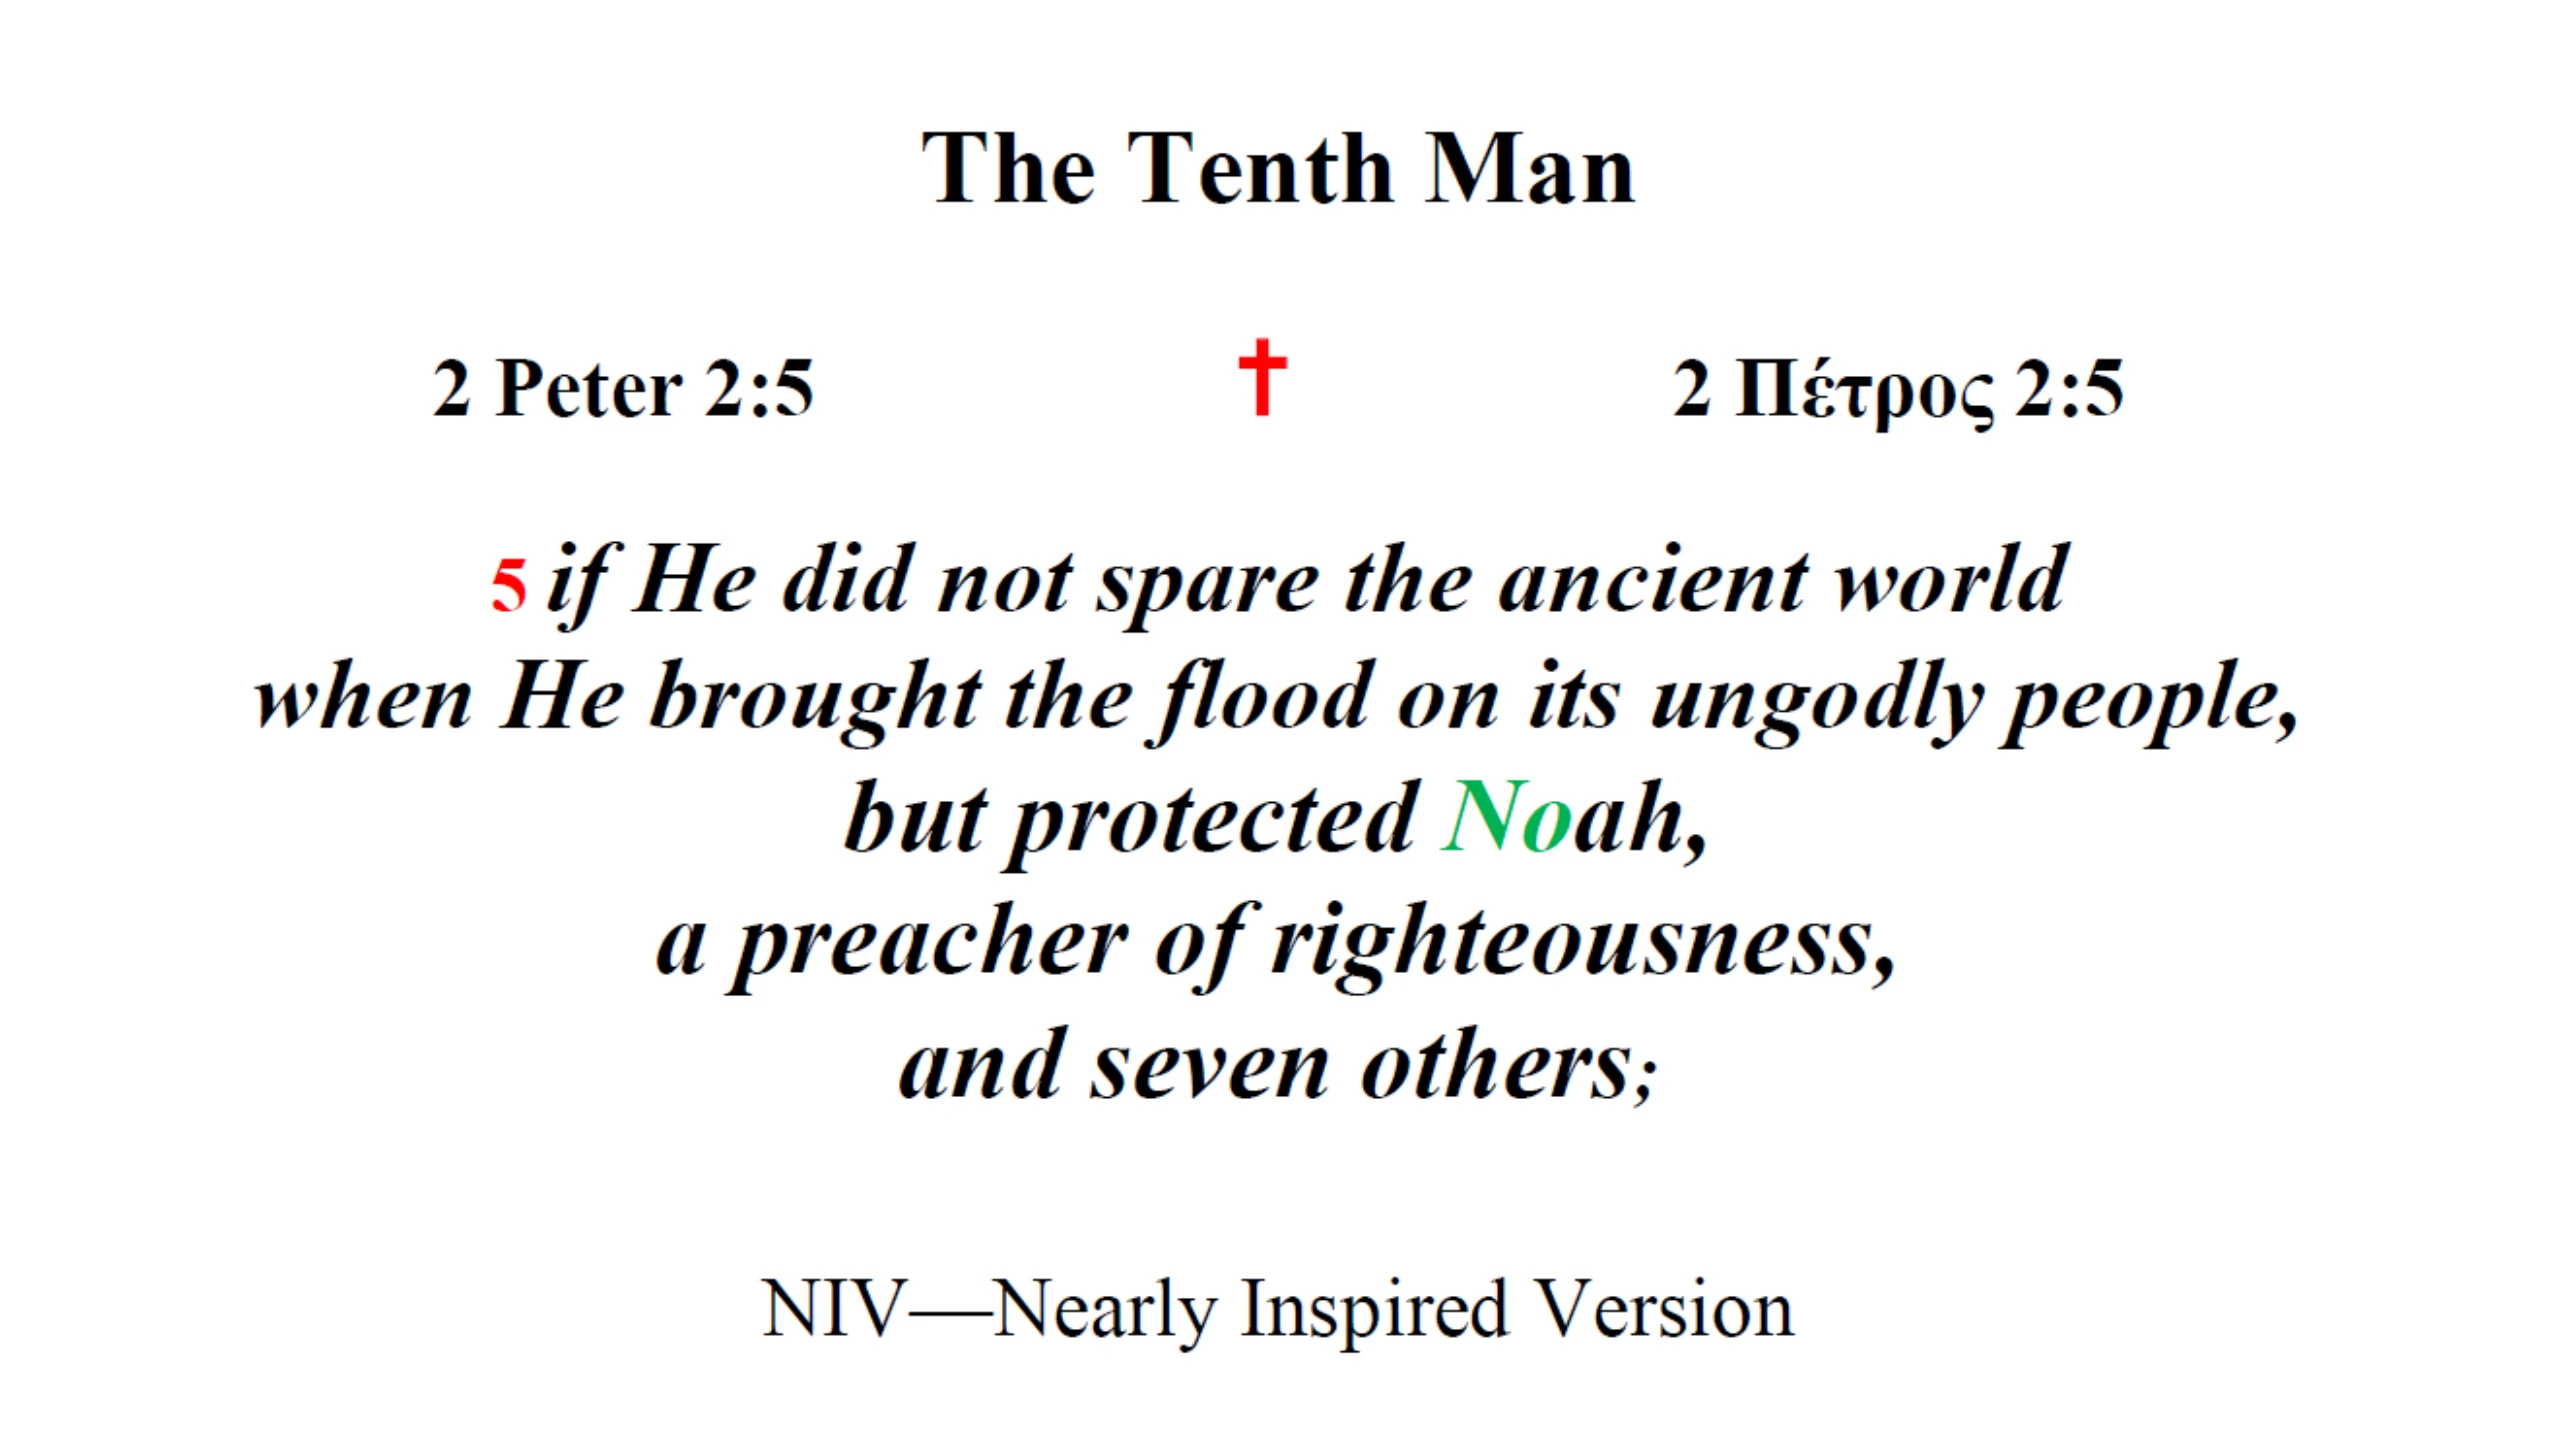 The Tenth Man
2 Peter 2:5 ✝ 2 Πέτρος 2:5
5 if He did not spare the ancient world
when He brought the flood on its ungodly people,
but protected Noah,
a preacher of righteousness,
and seven others;
NIV—Nearly Inspired Version